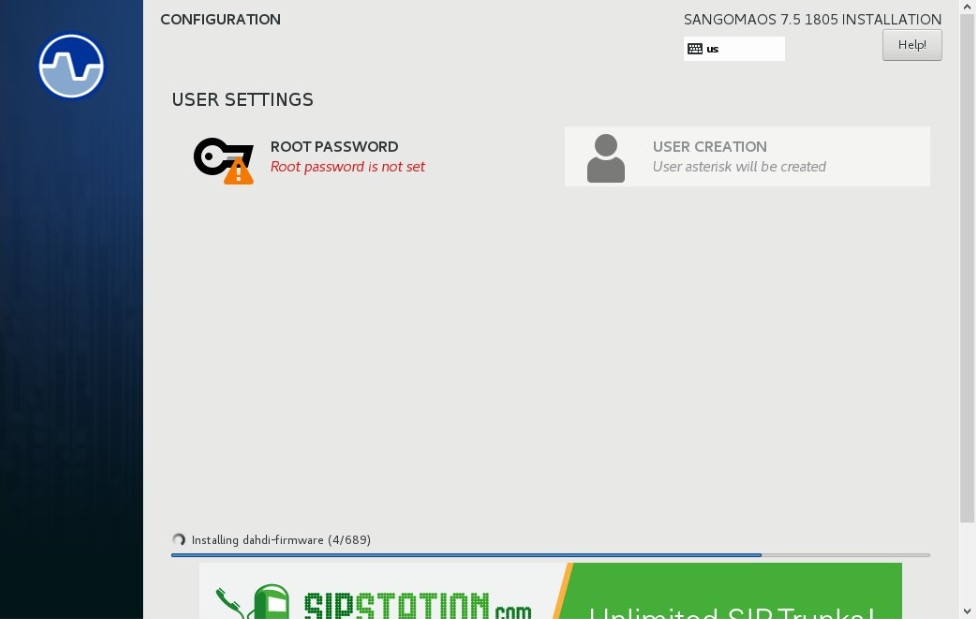 CONFIGURATION
SANGOMAOS 7.5 1805 INSTALLATION
us
Help!
USER SETTINGS
ROOT PASSWORD
Root password is not set
USER CREATION
User asterisk will be created
Installing dahdi-firmware (4/689)
SIPSTATION.com
Unlimited SIP Trunks!